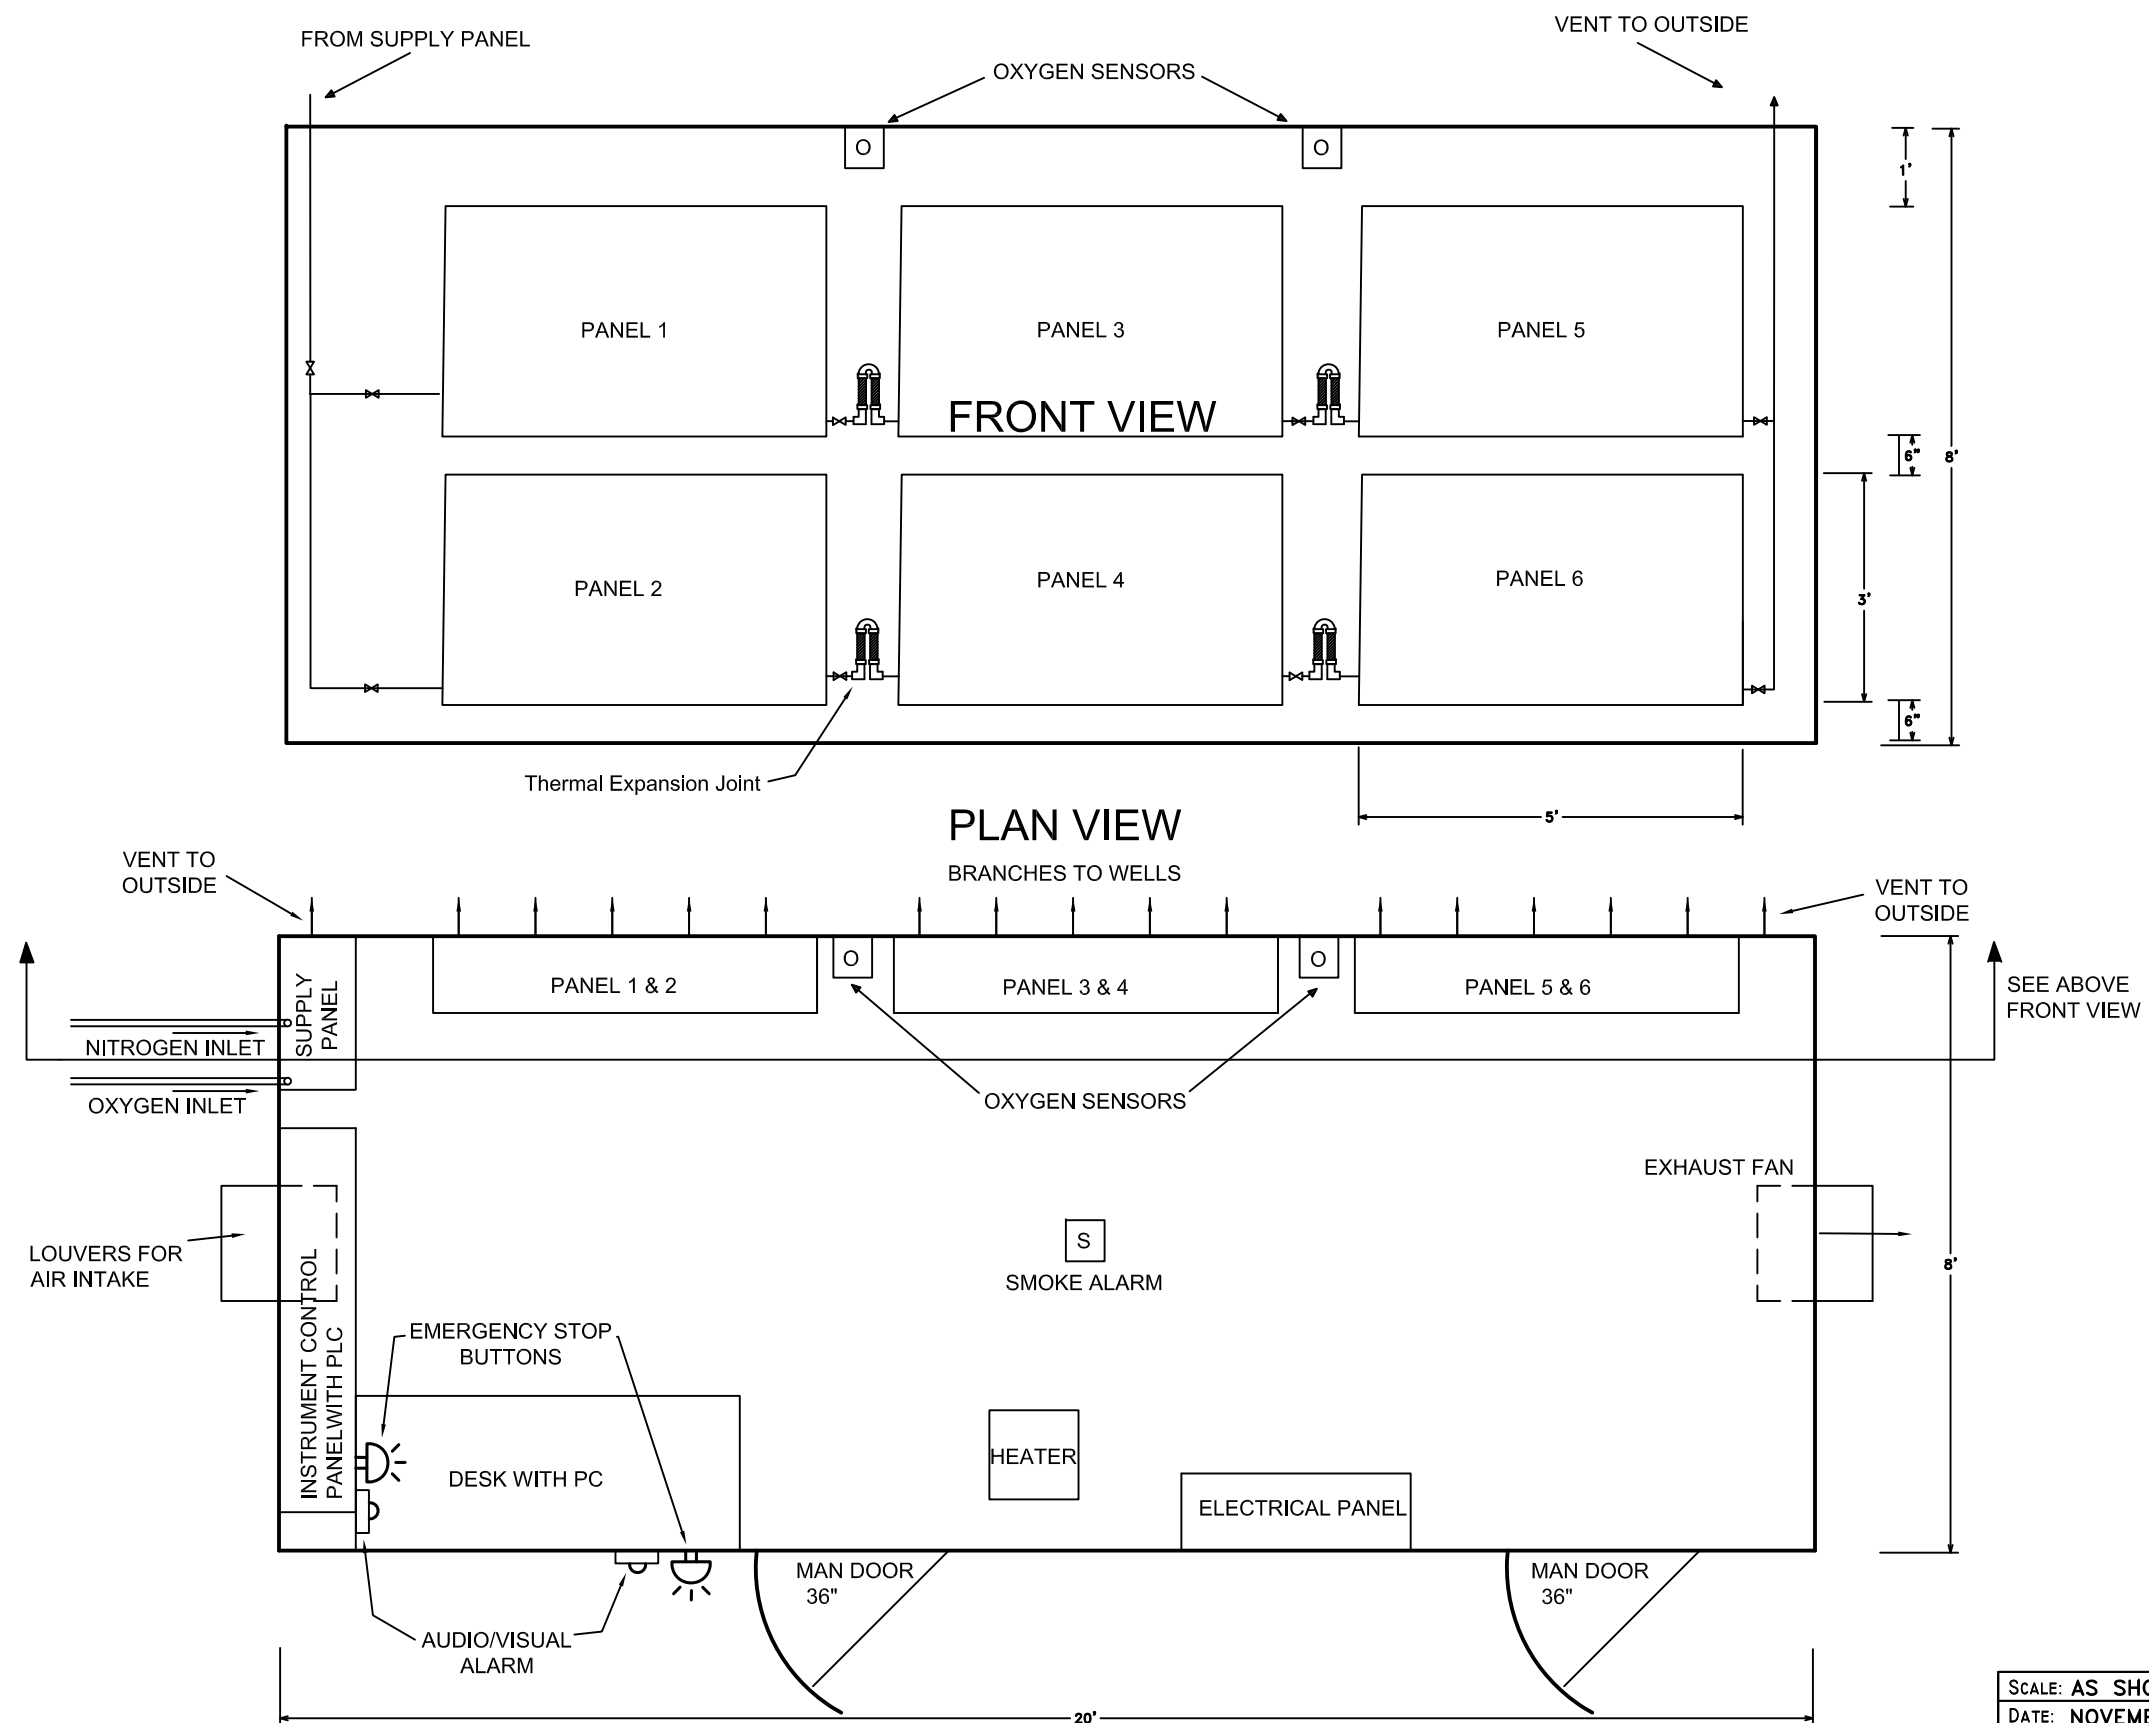 FROM SUPPLY PANEL
VENT TO OUTSIDE
OXYGEN SENSORS
O
O
1'
PANEL 1
PANEL 3
PANEL 5
FRONT VIEW
6"
8'
PANEL 2
PANEL 4
PANEL 6
3'
6"
Thermal Expansion Joint
5'
PLAN VIEW
BRANCHES TO WELLS
VENT TO
OUTSIDE
VENT TO
OUTSIDE
SUPPLY
PANEL
PANEL 1 & 2
O
PANEL 3 & 4
O
PANEL 5 & 6
SEE ABOVE
FRONT VIEW
NITROGEN INLET
OXYGEN INLET
OXYGEN SENSORS
EXHAUST FAN
LOUVERS FOR
AIR INTAKE
S
SMOKE ALARM
8'
INSTRUMENT CONTROL
PANELWITH PLC
EMERGENCY STOP
BUTTONS
DESK WITH PC
HEATER
ELECTRICAL PANEL
MAN DOOR
36"
MAN DOOR
36"
AUDIO/VISUAL
ALARM
20'
SCALE: AS
DATE: